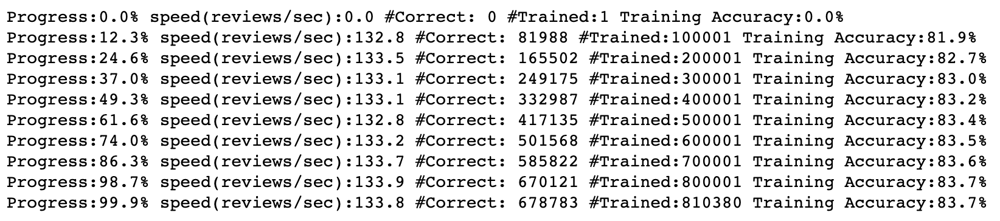 Progress:0.0% speed(reviews/sec):0.0 #Correct: 0 #Trained:1 Training Accuracy:0.0%
Progress:12.3% speed(reviews/sec):132.8 #Correct: 81988 #Trained:100001 Training Accuracy:81.9%
Progress:24.6% speed(reviews/sec):133.5 #Correct: 165502 #Trained:200001 Training Accuracy:82.7%
Progress:37.0% speed(reviews/sec):133.1 #Correct: 249175 #Trained:300001 Training Accuracy:83.0%
Progress:49.3% speed(reviews/sec):133.1 #Correct: 332987 #Trained:400001 Training Accuracy:83.2%
Progress:61.6% speed(reviews/sec):132.8 #Correct: 417135 #Trained:500001 Training Accuracy:83.4%
Progress:74.0% speed(reviews/sec):133.2 #Correct: 501568 #Trained:600001 Training Accuracy:83.5%
Progress:86.3% speed(reviews/sec):133.7 #Correct: 585822 #Trained:700001 Training Accuracy:83.6%
Progress:98.7% speed(reviews/sec):133.9 #Correct: 670121 #Trained:800001 Training Accuracy:83.7%
Progress:99.9% speed(reviews/sec):133.8 #Correct: 678783 #Trained:810380 Training Accuracy:83.7%